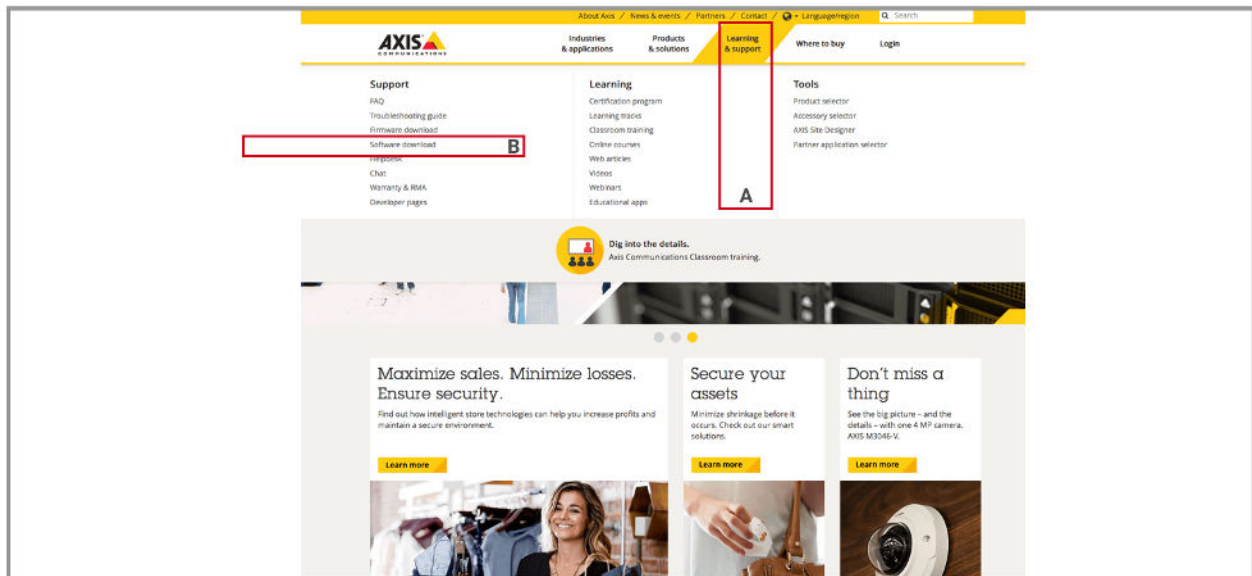 About Axis / News & events / Partners / Contact / Language/region Search
AXIS
COMMUNICATIONS
Industries
& applications
Products
& solutions
Learning
& support
Where to buy
Login
Support
FAQ
Troubleshooting guide
Firmware download
Software download
B
Helpdesk
Chat
Warranty & RMA
Developer pages
Learning
Certification program
Learning tracks
Classroom training
Online courses
Web articles
Videos
Webinars
Educational apps
A
Tools
Product selector
Accessory selector
AXIS Site Designer
Partner application selector
Dig into the details.
Axis Communications Classroom training.
Maximize sales. Minimize losses.
Ensure security.
Find out how intelligent store technologies can help you increase profits and
maintain a secure environment.
Learn more
Secure your
assets
Minimize shrinkage before it
occurs. Check out our smart
solutions.
Learn more
Don't miss a
thing
See the big picture – and the
details – with one 4 MP camera.
AXIS M3046-V.
Learn more